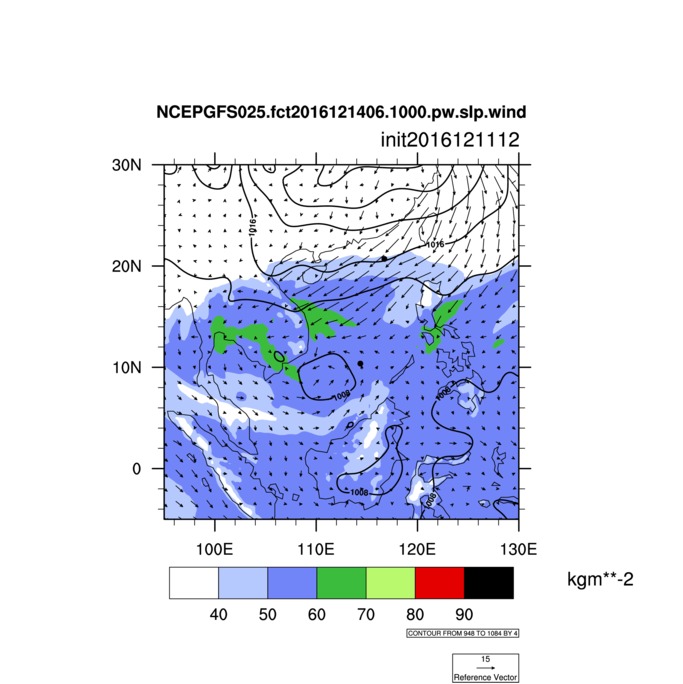 NCEPGFS025.fct2016121406.1000.pw.slp.wind
init2016121112
30N
1016
1016
20N
10N
1008
1008
0
1008
1008
100E 110E 120E 130E
kgm**-2
40 50 60 70 80 90
CONTOUR FROM 948 TO 1084 BY 4
15
Reference Vector